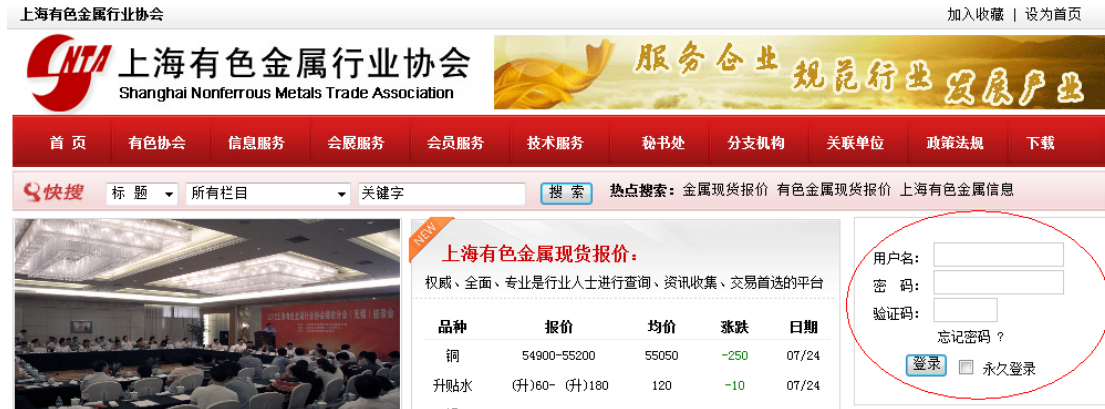 上海有色金属行业协会
加入收藏 | 设为首页
SNTA 上海有色金属行业协会
Shanghai Nonferrous Metals Trade Association
服务企业 规范行业 发展产业
首 页 有色协会 信息服务 会展服务 会员服务 技术服务 秘书处 分支机构 关联单位 政策法规 下载
快搜 标 题 所有栏目 关键字 搜 索 热点搜索：金属现货报价 有色金属现货报价 上海有色金属信息
NEW
上海有色金属现货报价：
权威、全面、专业是行业人士进行查询、资讯收集、交易首选的平台
品种 报价 均价 涨跌 日期
铜 54900-55200 55050 -250 07/24
升贴水 (升)60- (升)180 120 -10 07/24
用户名：
密 码：
验证码：
忘记密码 ?
登录 永久登录